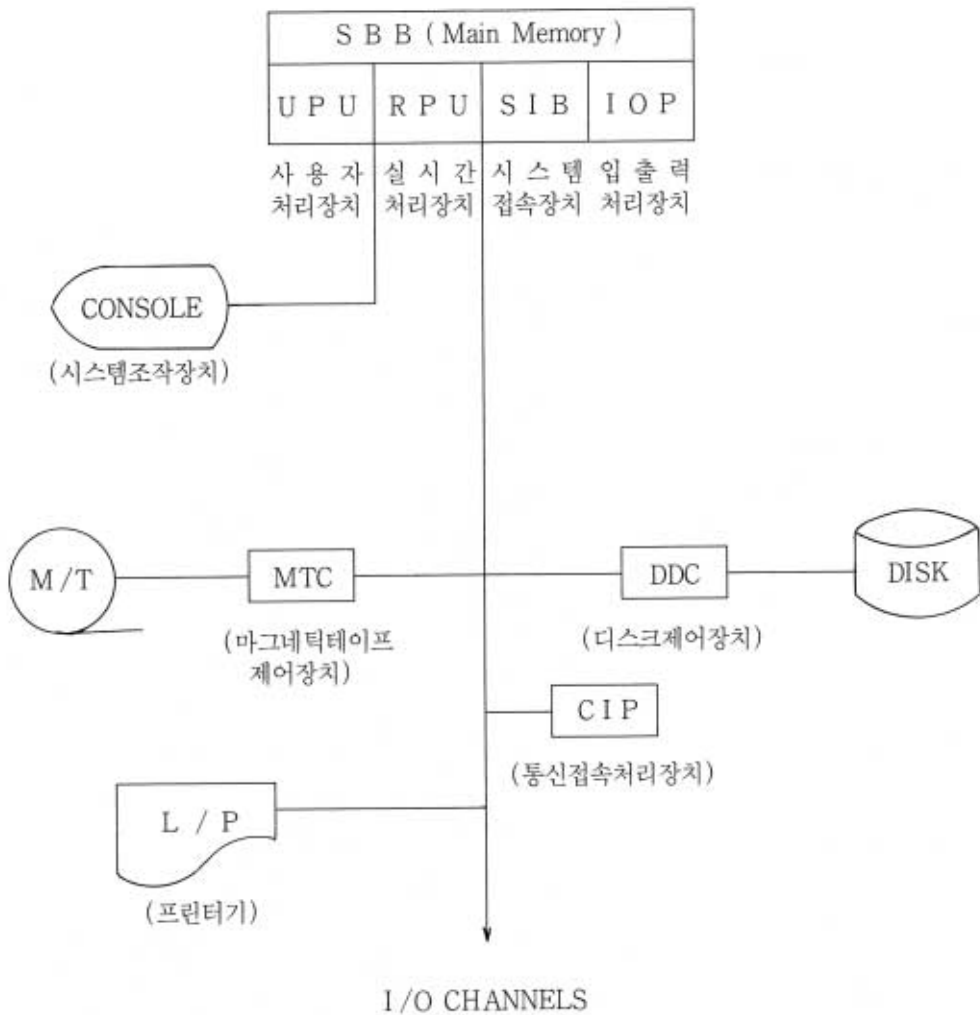 S B B ( Main Memory )
U P U R P U S I B I O P
사 용 자 실 시 간 시 스 템 입 출 력
처리장치 처리장치 접속장치 처리장치
CONSOLE
(시스템조작장치)
M /T MTC DDC DISK
(마그네틱테이프
제어장치)
(디스크제어장치)
C I P
(통신접속처리장치)
L / P
(프린터기)
I /O CHANNELS